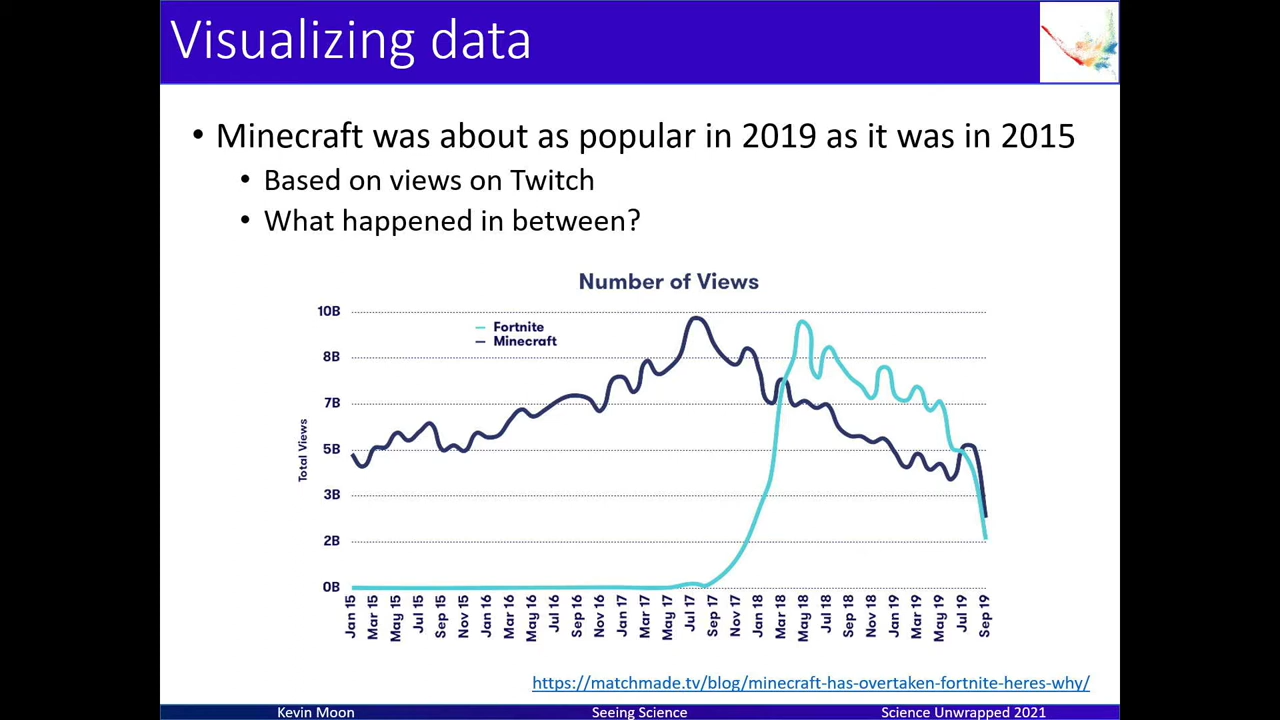 Visualizing data
• Minecraft was about as popular in 2019 as it was in 2015
• Based on views on Twitch
• What happened in between?
Number of Views
Fortnite
Minecraft
Total Views
10B
8B
7B
5B
3B
2B
0B
Jan 15
Mar 15
May 15
Jul 15
Sep 15
Nov 15
Jan 16
Mar 16
May 16
Jul 16
Sep 16
Nov 16
Jan 17
Mar 17
May 17
Jul 17
Sep 17
Nov 17
Jan 18
Mar 18
May 18
Jul 18
Sep 18
Nov 18
Jan 19
Mar 19
May 19
Jul 19
Sep 19
https://matchmade.tv/blog/minecraft-has-overtaken-fortnite-heres-why/
Kevin Moon
Seeing Science
Science Unwrapped 2021